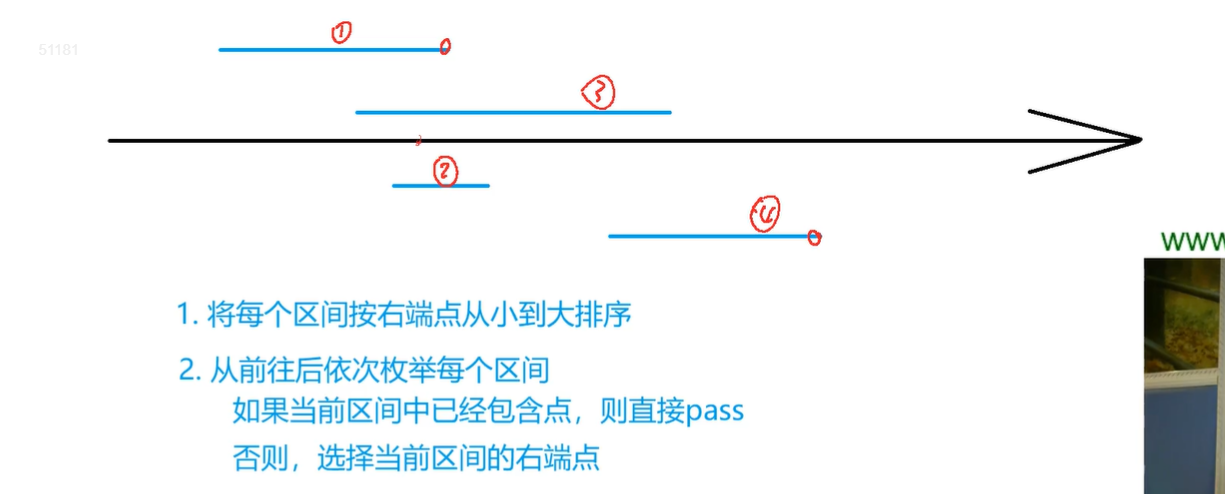 ①
51181
③
②
④
WWW
1. 将每个区间按右端点从小到大排序
2. 从前往后依次枚举每个区间
如果当前区间中已经包含点，则直接pass
否则，选择当前区间的右端点